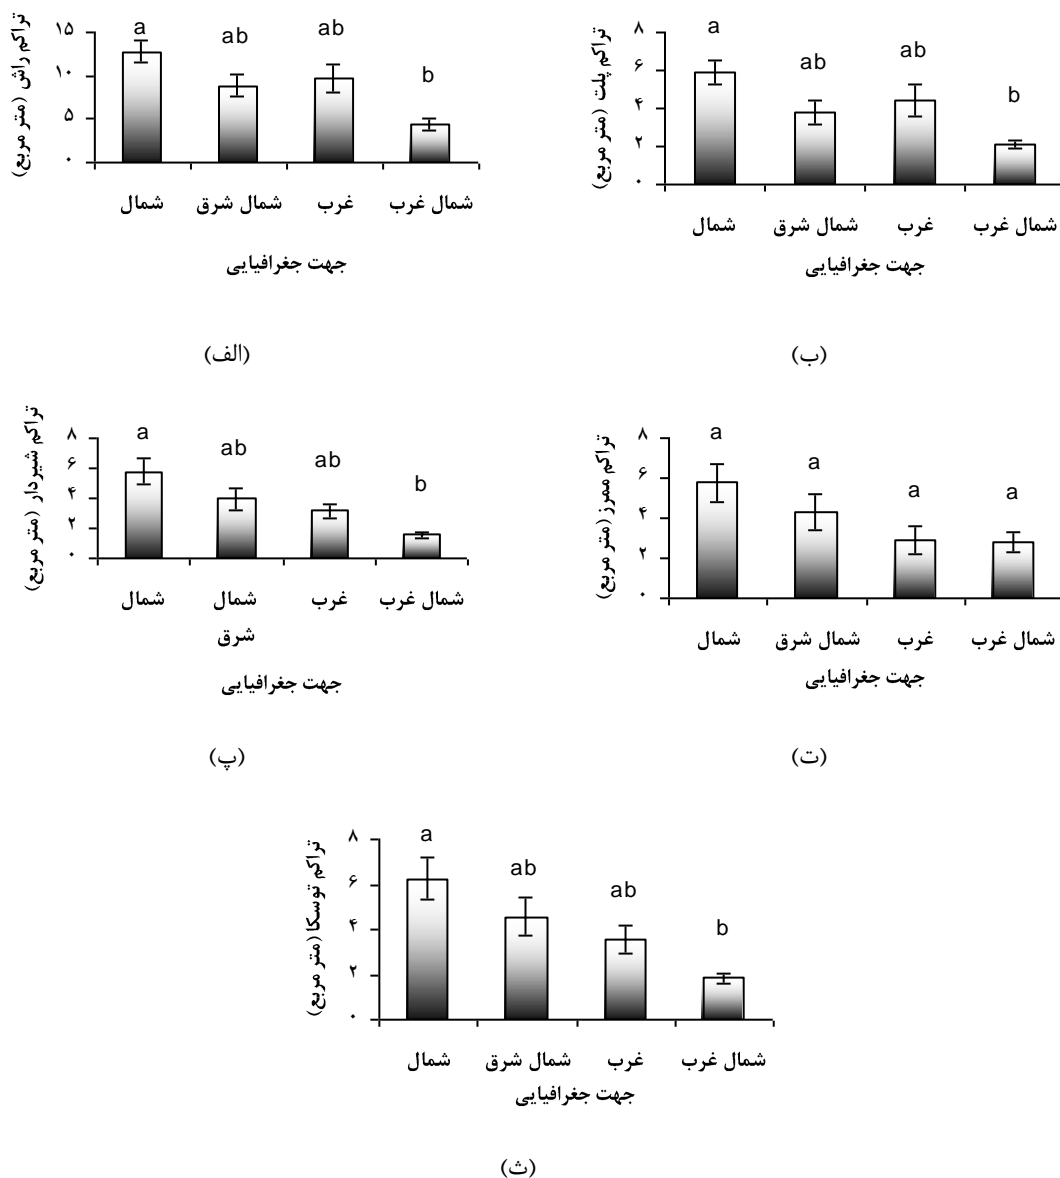 تراکم راش (متر مربع)
۱۵
۱۰
۵
۰
a
ab
ab
b
شمال
شمال شرق
غرب
شمال غرب
جهت جغرافیایی
(الف)
تراکم پلت (متر مربع)
۸
۶
۴
۲
۰
a
ab
ab
b
شمال
شمال شرق
غرب
شمال غرب
جهت جغرافیایی
(ب)
تراکم شیردار (متر مربع)
۸
۶
۴
۲
۰
a
ab
ab
b
شمال
شمال
شرق
غرب
شمال غرب
جهت جغرافیایی
(پ)
تراکم ممرز (متر مربع)
۸
۶
۴
۲
۰
a
a
a
a
شمال
شمال شرق
غرب
شمال غرب
جهت جغرافیایی
(ت)
تراکم توسکا (متر مربع)
۸
۶
۴
۲
۰
a
ab
ab
b
شمال
شمال شرق
غرب
شمال غرب
جهت جغرافیایی
(ث)